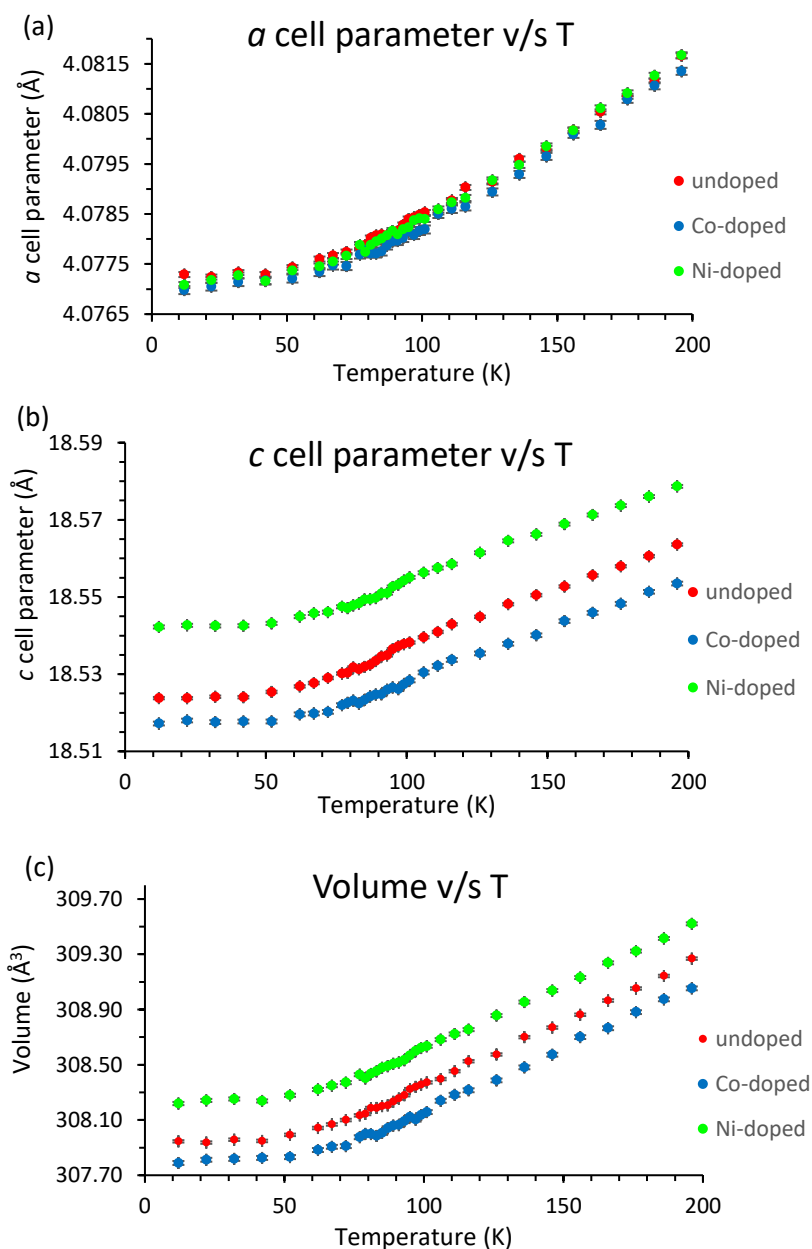 (a)
a cell parameter v/s T
a cell parameter (Å)
4.0815
4.0805
4.0795
4.0785
4.0775
4.0765
0 50 100 150 200
Temperature (K)
undoped
Co-doped
Ni-doped
(b)
c cell parameter v/s T
c cell parameter (Å)
18.59
18.57
18.55
18.53
18.51
0 50 100 150 200
Temperature (K)
undoped
Co-doped
Ni-doped
(c)
Volume v/s T
Volume (Å³)
309.70
309.30
308.90
308.50
308.10
307.70
0 50 100 150 200
Temperature (K)
undoped
Co-doped
Ni-doped